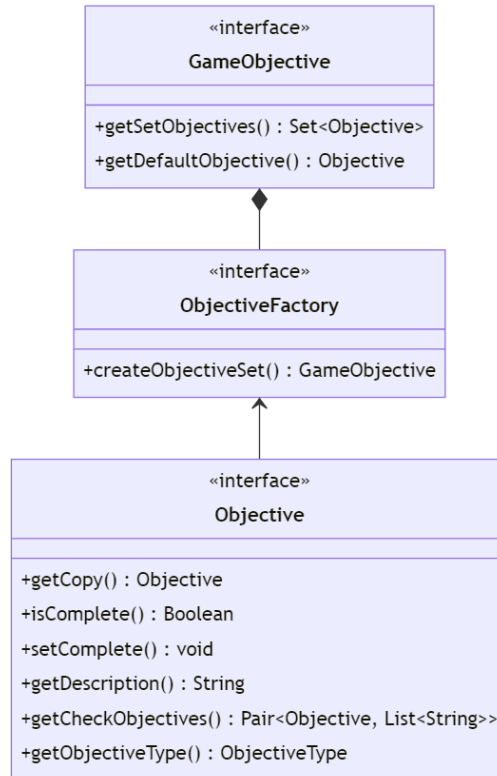 «interface»
GameObjective
+getSetObjectives() : Set<Objective>
+getDefaultObjective() : Objective
«interface»
ObjectiveFactory
+createObjectiveSet() : GameObjective
«interface»
Objective
+getCopy() : Objective
+isComplete() : Boolean
+setComplete() : void
+getDescription() : String
+getCheckObjectives() : Pair<Objective, List<String>>
+getObjectiveType() : ObjectiveType